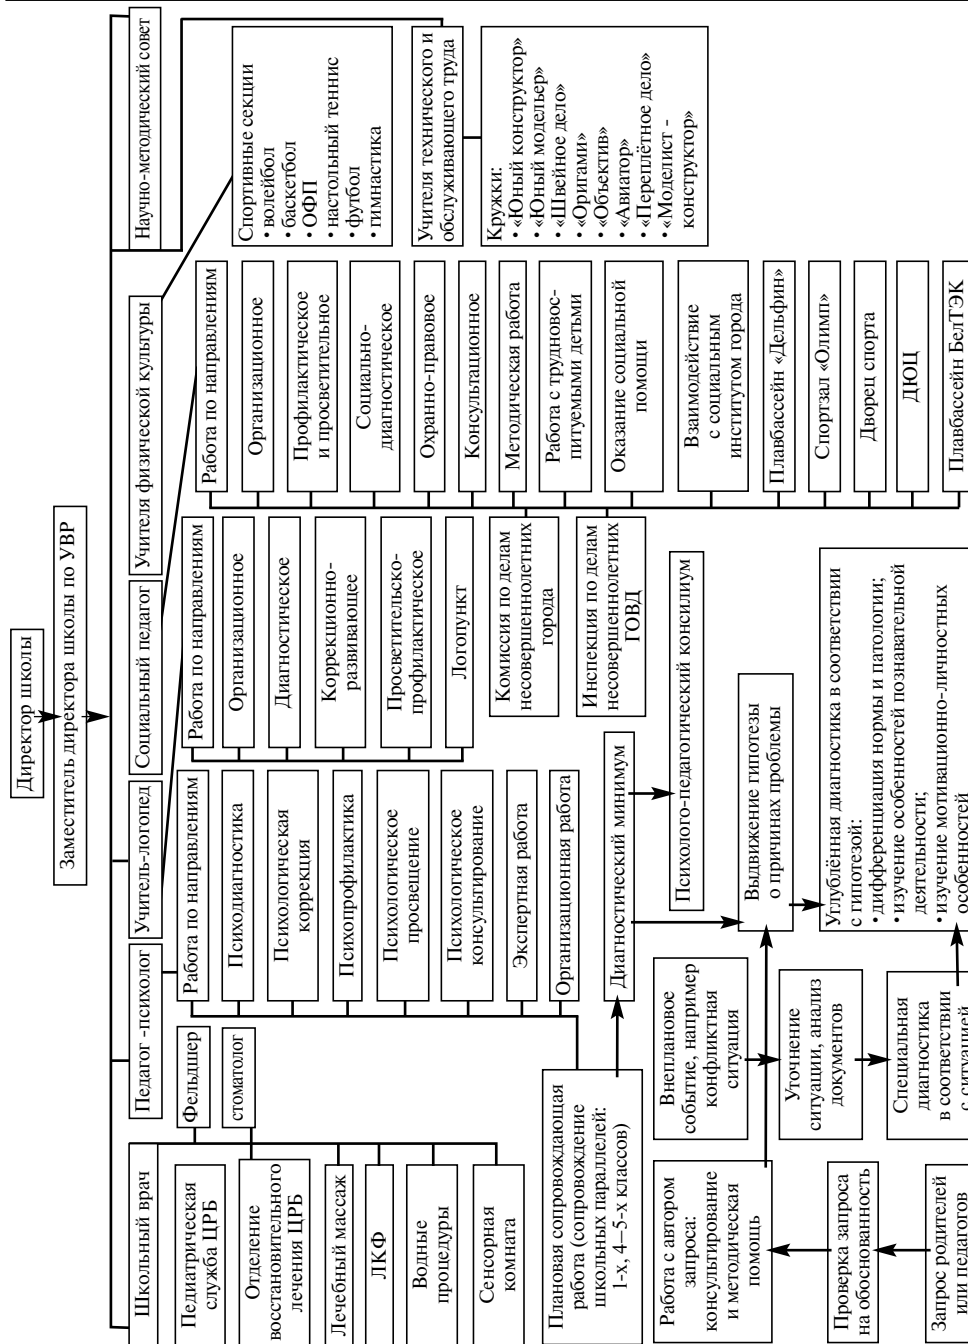 Директор школы
Заместитель директора школы по УВР
Школьный врач
Педагог -психолог
Учитель-логопед
Социальный педагог
Учителя физической культуры
Научно-методический совет
Педиатрическая
служба ЦРБ
Фельдшер
Отделение
восстановительного
лечения ЦРБ
стоматолог
Лечебный массаж
ЛКФ
Водные
процедуры
Сенсорная
комната
Работа по направлениям
Психодиагностика
Психологическая
коррекция
Психопрофилактика
Психологическое
просвещение
Психологическое
консультирование
Экспертная работа
Организационная работа
Работа по направлениям
Организационное
Диагностическое
Коррекционно-
развивающее
Просветительско-
профилактическое
Логопункт
Работа по направлениям
Организационное
Профилактическое
и просветительное
Социально-
диагностическое
Охранно-правовое
Консультационное
Методическая работа
Работа с трудновос-
питуемыми детьми
Оказание социальной
помощи
Взаимодействие
с социальным
институтом города
Плавбассейн «Дельфин»
Спортзал «Олимп»
Дворец спорта
ДЮЦ
Плавбассейн БелТЭК
Комиссия по делам
несовершеннолетних
города
Инспекция по делам
несовершеннолетних
ГОВД
Спортивные секции
• волейбол
• баскетбол
• ОФП
• настольный теннис
• футбол
• гимнастика
Учителя технического и
обслуживающего труда
Кружки:
• «Юный конструктор»
• «Юный модельер»
• «Швейное дело»
• «Оригами»
• «Объектив»
• «Авиатор»
• «Переплётное дело»
• «Моделист -
конструктор»
Плановая сопровождающая
работа (сопровождение
школьных параллелей:
1-х, 4–5-х классов)
Диагностический минимум
Психолого-педагогический консилиум
Работа с автором
запроса:
консультирование
и методическая
помощь
Внеплановое
событие, например
конфликтная
ситуация
Выдвижение гипотезы
о причинах проблемы
Уточнение
ситуации, анализ
документов
Углублённая диагностика в соответствии
с гипотезой:
• дифференциация нормы и патологии;
• изучение особенностей познавательной
деятельности;
• изучение мотивационно-личностных
особенностей
Проверка запроса
на обоснованность
Специальная
диагностика
в соответствии
с ситуацией
Запрос родителей
или педагогов